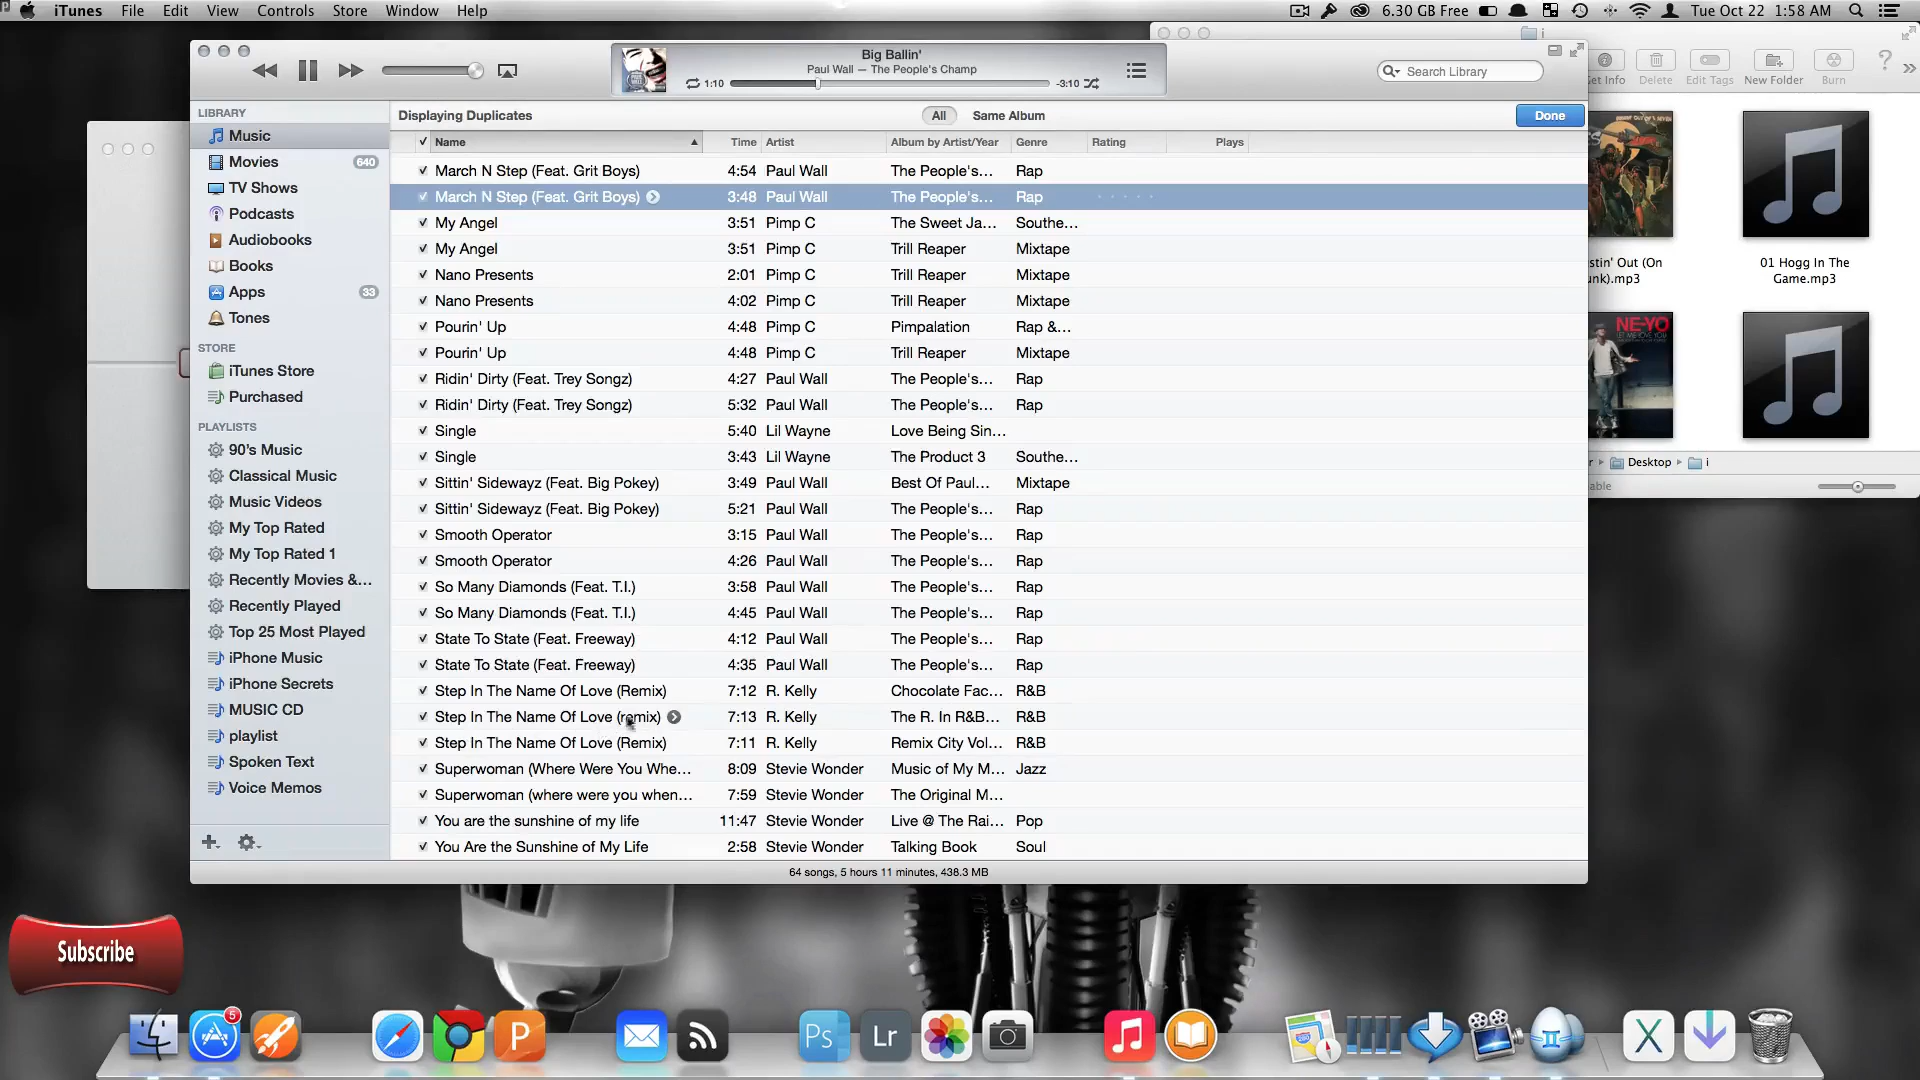 iTunes File Edit View Controls Store Window Help
6.30 GB Free Tue Oct 22 1:58 AM
Big Ballin'
Paul Wall — The People's Champ
1:10 -3:10
Search Library
Get Info Delete Edit Tags New Folder Burn
Displaying Duplicates All Same Album Done
LIBRARY
Music
Movies 640
TV Shows
Podcasts
Audiobooks
Books
Apps 33
Tones
STORE
iTunes Store
Purchased
PLAYLISTS
90's Music
Classical Music
Music Videos
My Top Rated
My Top Rated 1
Recently Movies &...
Recently Played
Top 25 Most Played
iPhone Music
iPhone Secrets
MUSIC CD
playlist
Spoken Text
Voice Memos
Name Time Artist Album by Artist/Year Genre Rating Plays
March N Step (Feat. Grit Boys) 4:54 Paul Wall The People's... Rap
March N Step (Feat. Grit Boys) 3:48 Paul Wall The People's... Rap
My Angel 3:51 Pimp C The Sweet Ja... Southe...
My Angel 3:51 Pimp C Trill Reaper Mixtape
Nano Presents 2:01 Pimp C Trill Reaper Mixtape
Nano Presents 4:02 Pimp C Trill Reaper Mixtape
Pourin' Up 4:48 Pimp C Pimpalation Rap &...
Pourin' Up 4:48 Pimp C Trill Reaper Mixtape
Ridin' Dirty (Feat. Trey Songz) 4:27 Paul Wall The People's... Rap
Ridin' Dirty (Feat. Trey Songz) 5:32 Paul Wall The People's... Rap
Single 5:40 Lil Wayne Love Being Sin...
Single 3:43 Lil Wayne The Product 3 Southe...
Sittin' Sidewayz (Feat. Big Pokey) 3:49 Paul Wall Best Of Paul... Mixtape
Sittin' Sidewayz (Feat. Big Pokey) 5:21 Paul Wall The People's... Rap
Smooth Operator 3:15 Paul Wall The People's... Rap
Smooth Operator 4:26 Paul Wall The People's... Rap
So Many Diamonds (Feat. T.I.) 3:58 Paul Wall The People's... Rap
So Many Diamonds (Feat. T.I.) 4:45 Paul Wall The People's... Rap
State To State (Feat. Freeway) 4:12 Paul Wall The People's... Rap
State To State (Feat. Freeway) 4:35 Paul Wall The People's... Rap
Step In The Name Of Love (Remix) 7:12 R. Kelly Chocolate Fac... R&B
Step In The Name Of Love (remix) 7:13 R. Kelly The R. In R&B... R&B
Step In The Name Of Love (Remix) 7:11 R. Kelly Remix City Vol... R&B
Superwoman (Where Were You Whe... 8:09 Stevie Wonder Music of My M... Jazz
Superwoman (where were you when... 7:59 Stevie Wonder The Original M...
You are the sunshine of my life 11:47 Stevie Wonder Live @ The Rai... Pop
You Are the Sunshine of My Life 2:58 Stevie Wonder Talking Book Soul
64 songs, 5 hours 11 minutes, 438.3 MB
i
stin' Out (On
unk).mp3
01 Hogg In The
Game.mp3
NE-YO
Desktop i
able
Subscribe
5
P
Ps
Lr
X